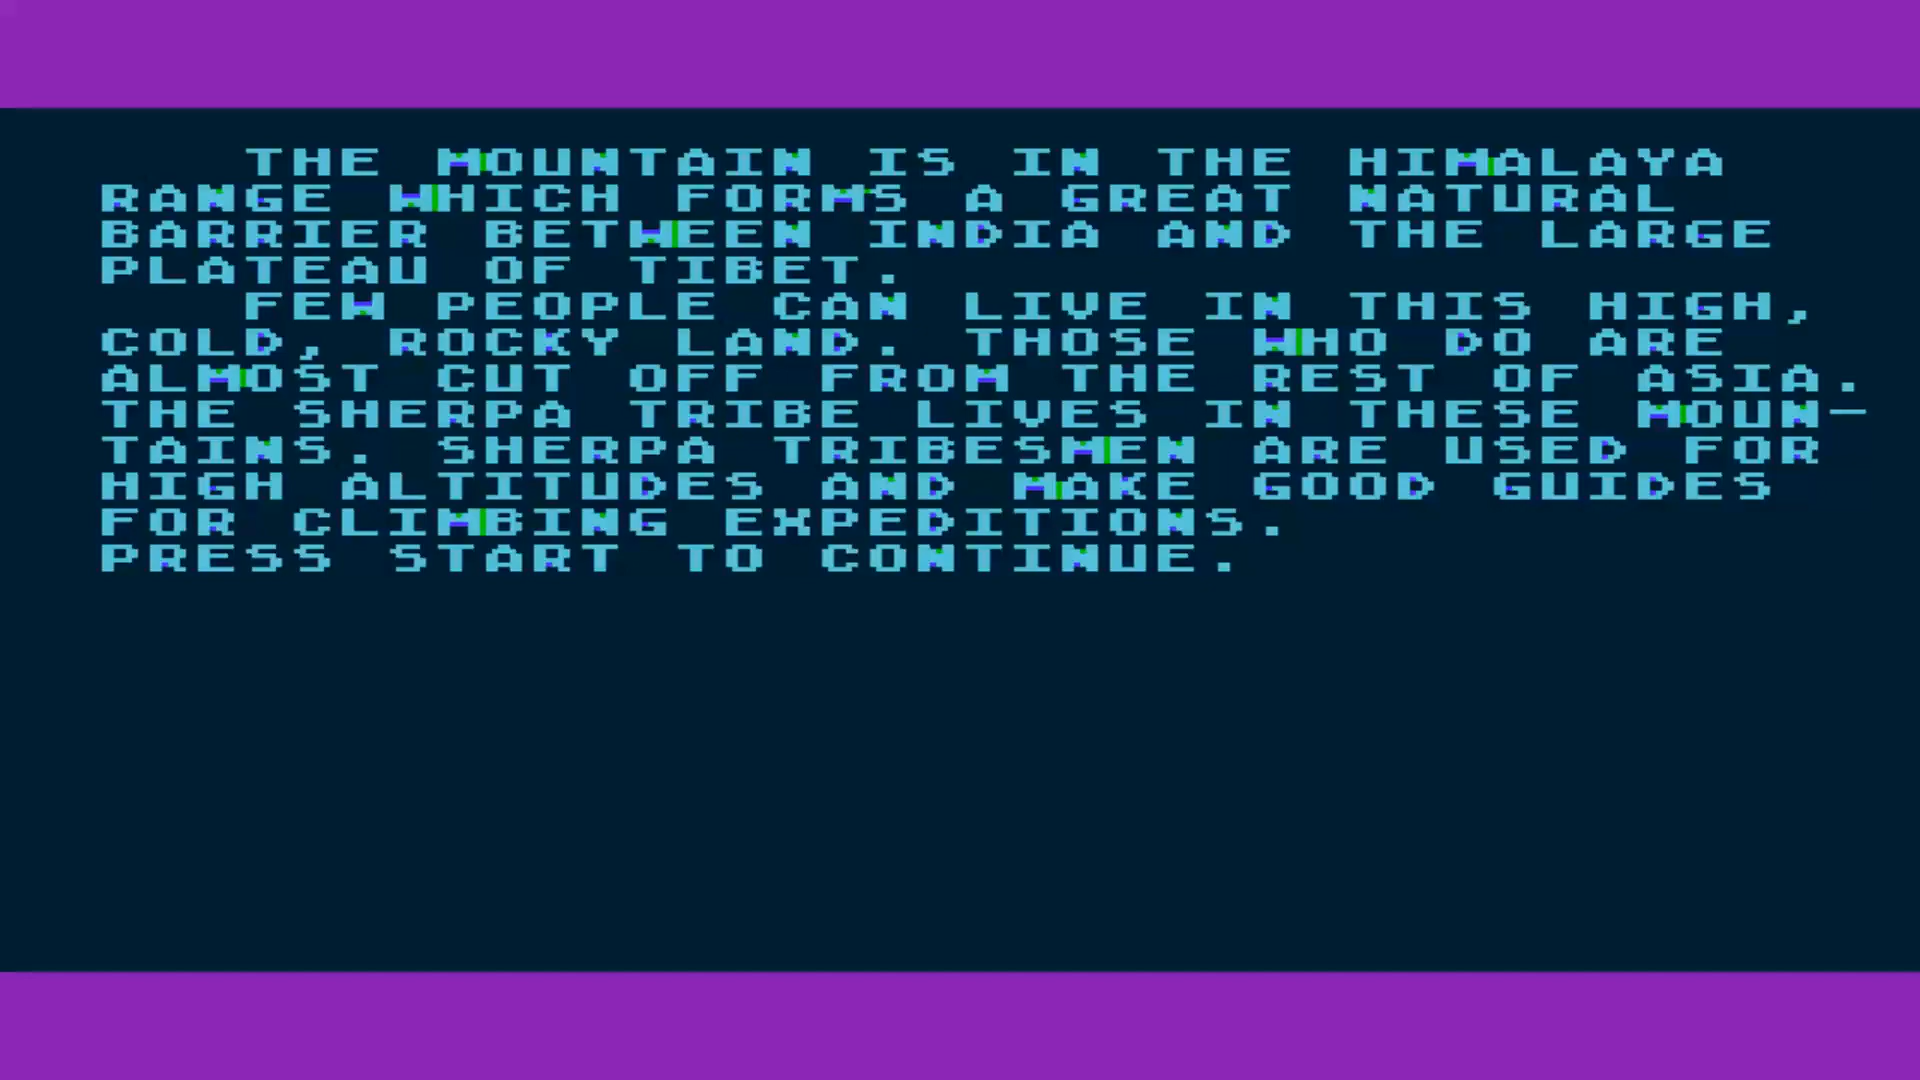 THE MOUNTAIN IS IN THE HIMALAYA
RANGE WHICH FORMS A GREAT NATURAL
BARRIER BETWEEN INDIA AND THE LARGE
PLATEAU OF TIBET.
FEW PEOPLE CAN LIVE IN THIS HIGH,
COLD, ROCKY LAND. THOSE WHO DO ARE
ALMOST CUT OFF FROM THE REST OF ASIA.
THE SHERPA TRIBE LIVES IN THESE MOUN-
TAINS. SHERPA TRIBESMEN ARE USED FOR
HIGH ALTITUDES AND MAKE GOOD GUIDES
FOR CLIMBING EXPEDITIONS.
PRESS START TO CONTINUE.